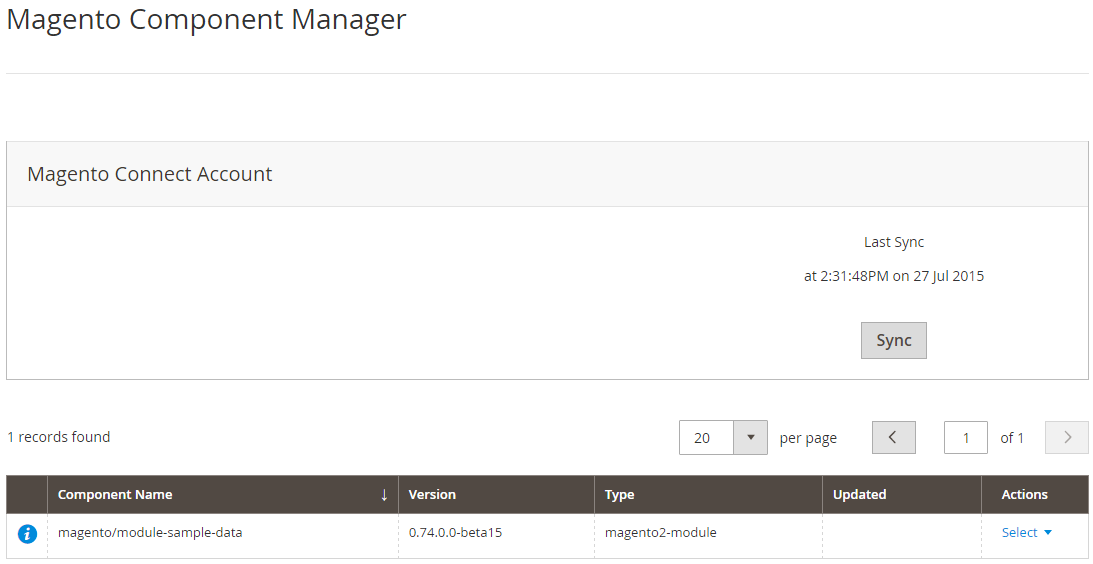 Magento Component Manager
Magento Connect Account
Last Sync
at 2:31:48PM on 27 Jul 2015
Sync
1 records found 20 per page 1 of 1
Component Name ↓ Version Type Updated Actions
magento/module-sample-data 0.74.0.0-beta15 magento2-module Select